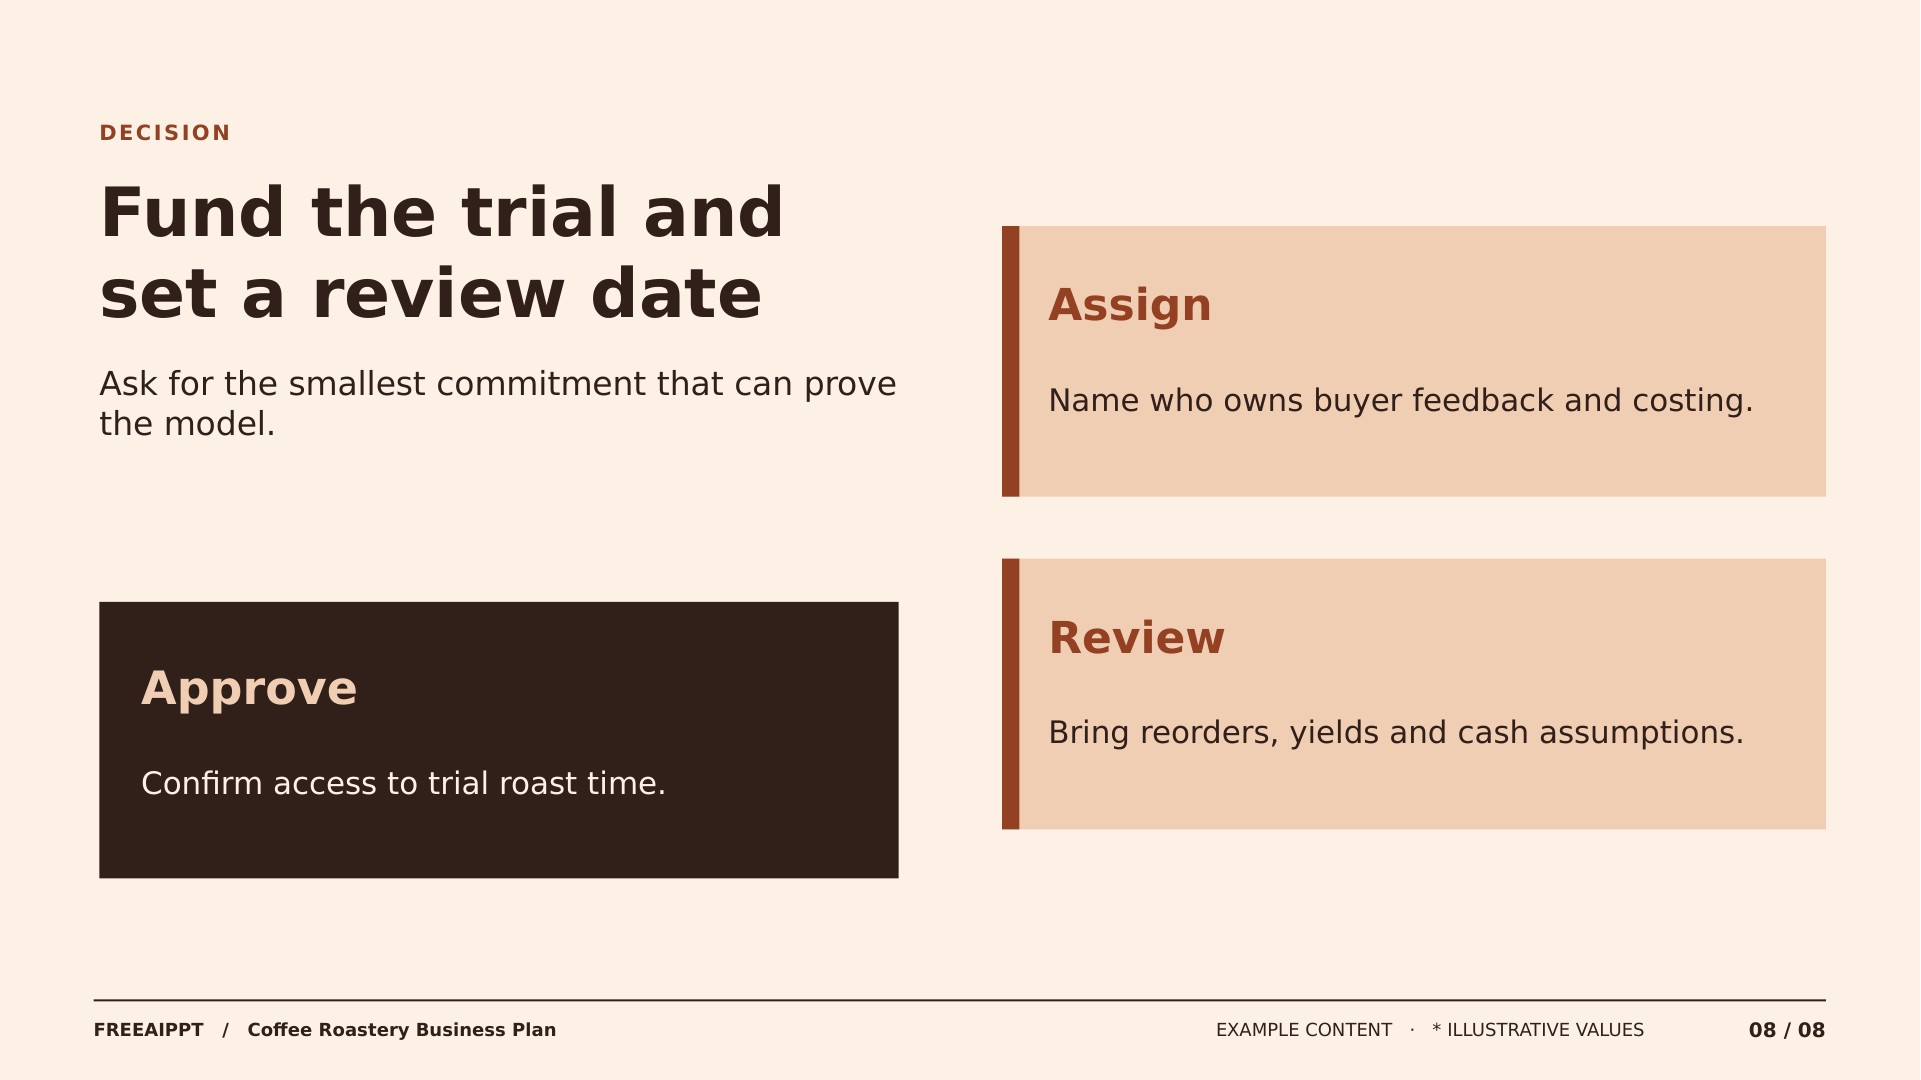 DECISION
Fund the trial and
set a review date
Ask for the smallest commitment that can prove
the model.
Approve
Confirm access to trial roast time.
Assign
Name who owns buyer feedback and costing.
Review
Bring reorders, yields and cash assumptions.
FREEAIPPT / Coffee Roastery Business Plan
EXAMPLE CONTENT · * ILLUSTRATIVE VALUES
08 / 08